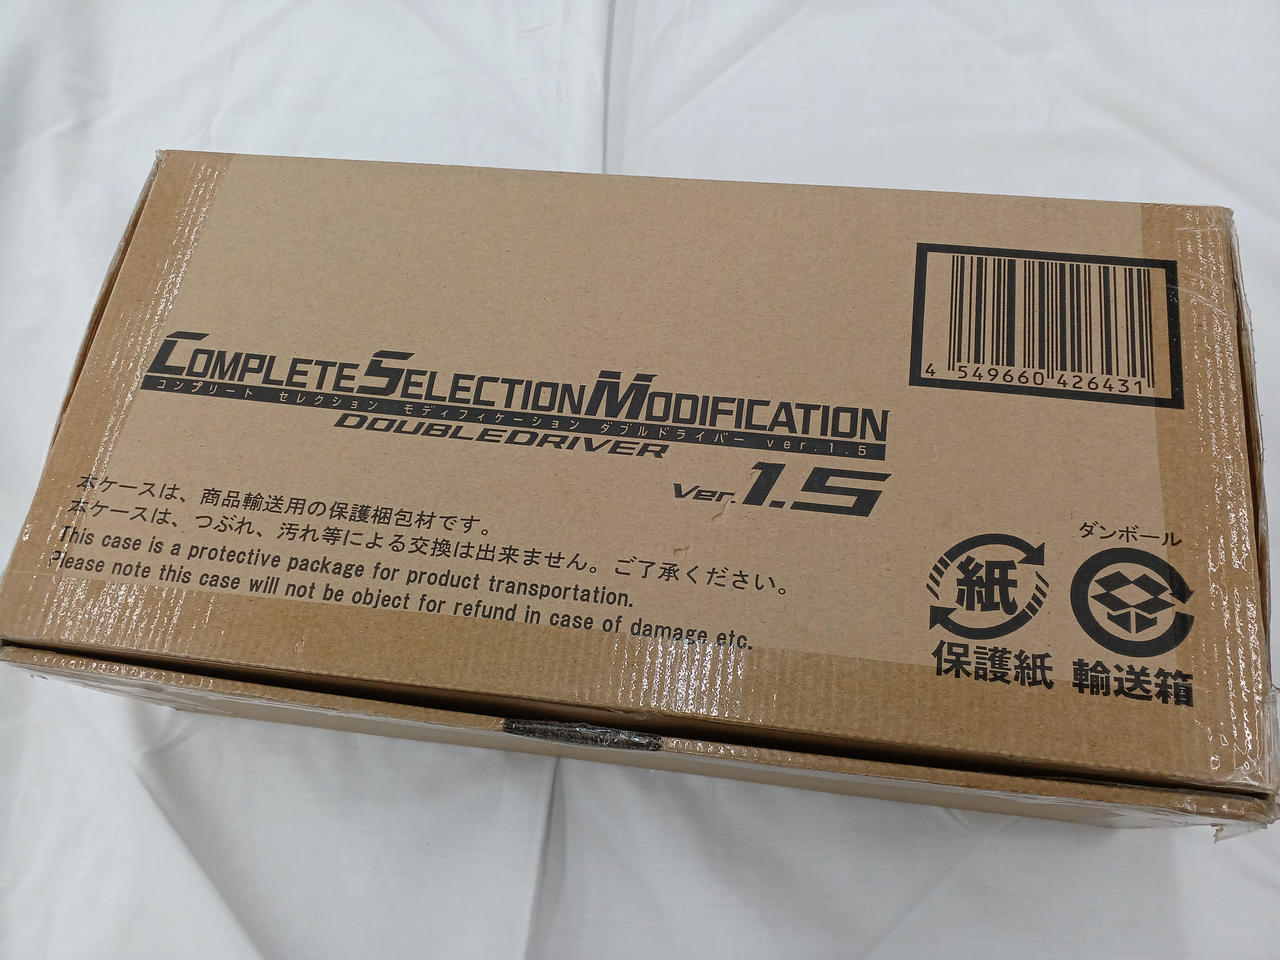 4 549660 426431
COMPLETE SELECTION MODIFICATION
コンプリート セレクション モディフィケーション ダブルドライバー ver.1.5
DOUBLEDRIVER
Ver.1.5
本ケースは、商品輸送用の保護梱包材です。
本ケースは、つぶれ、汚れ等による交換は出来ません。ご了承ください。
This case is a protective package for product transportation.
Please note this case will not be object for refund in case of damage etc.
ダンボール
紙
保護紙
輸送箱